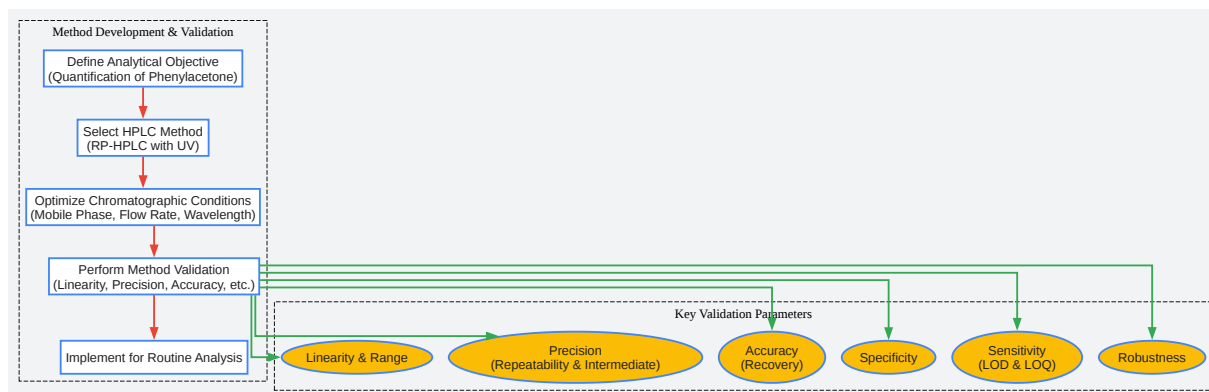 Method Development & Validation
Define Analytical Objective
(Quantification of Phenylacetone)
Select HPLC Method
(RP-HPLC with UV)
Optimize Chromatographic Conditions
(Mobile Phase, Flow Rate, Wavelength)
Perform Method Validation
(Linearity, Precision, Accuracy, etc.)
Implement for Routine Analysis
Key Validation Parameters
Linearity & Range
Precision
(Repeatability & Intermediate)
Accuracy
(Recovery)
Specificity
Sensitivity
(LOD & LOQ)
Robustness